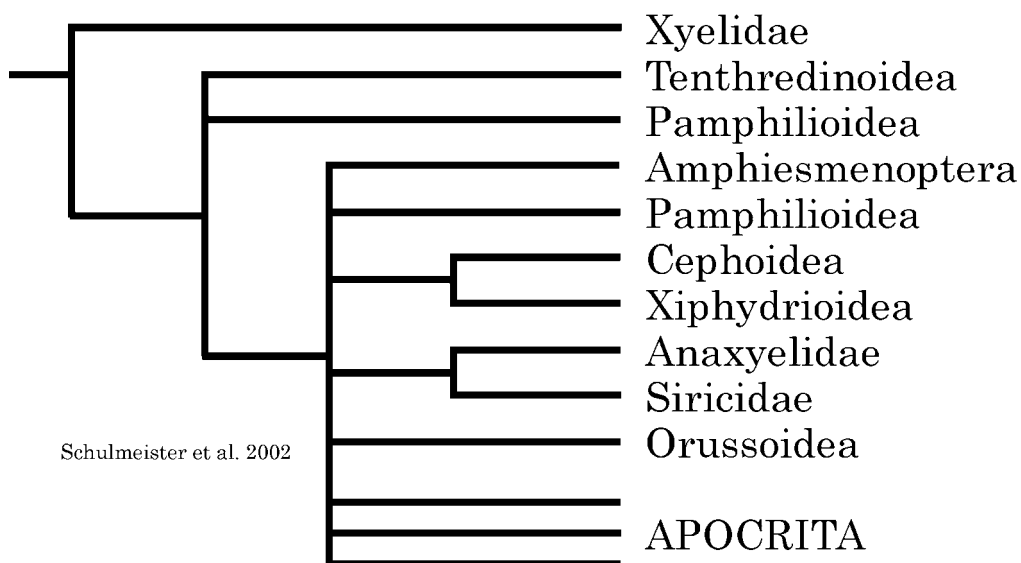 Xyelidae
Tenthredinoidea
Pamphilioidea
Amphiesmenoptera
Pamphilioidea
Cephoidea
Xiphydrioidea
Anaxyelidae
Siricidae
Orussoidea
Schulmeister et al. 2002
APOCRITA